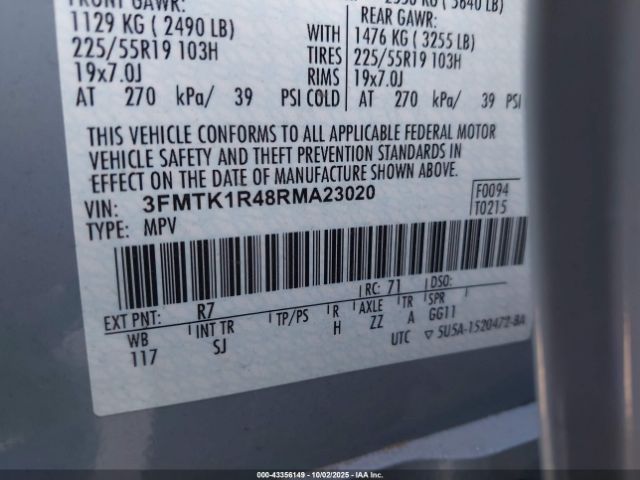 FRONT GAWR:
1129 KG ( 2490 LB)
225/55R19 103H
19x7.0J
AT 270 kPa/ 39 PSI COLD
TIRES
RIMS
REAR GAWR:
1476 KG ( 3255 LB)
225/55R19 103H
19x7.0J
AT 270 kPa/ 39 PSI
THIS VEHICLE CONFORMS TO ALL APPLICABLE FEDERAL MOTOR
VEHICLE SAFETY AND THEFT PREVENTION STANDARDS IN
EFFECT ON THE DATE OF MANUFACTURE SHOWN ABOVE.
VIN: 3FMTK1R48RMA23020
TYPE: MPV
F0094
T0215
EXT PNT: R7 RC: 71 DSO:
WB INT TR TP/PS R AXLE TR SPR
117 SJ H ZZ A GG11
UTC ▽ 5U5A-1520472-BA
000-43356149 - 10/02/2025 - IAA, Inc.